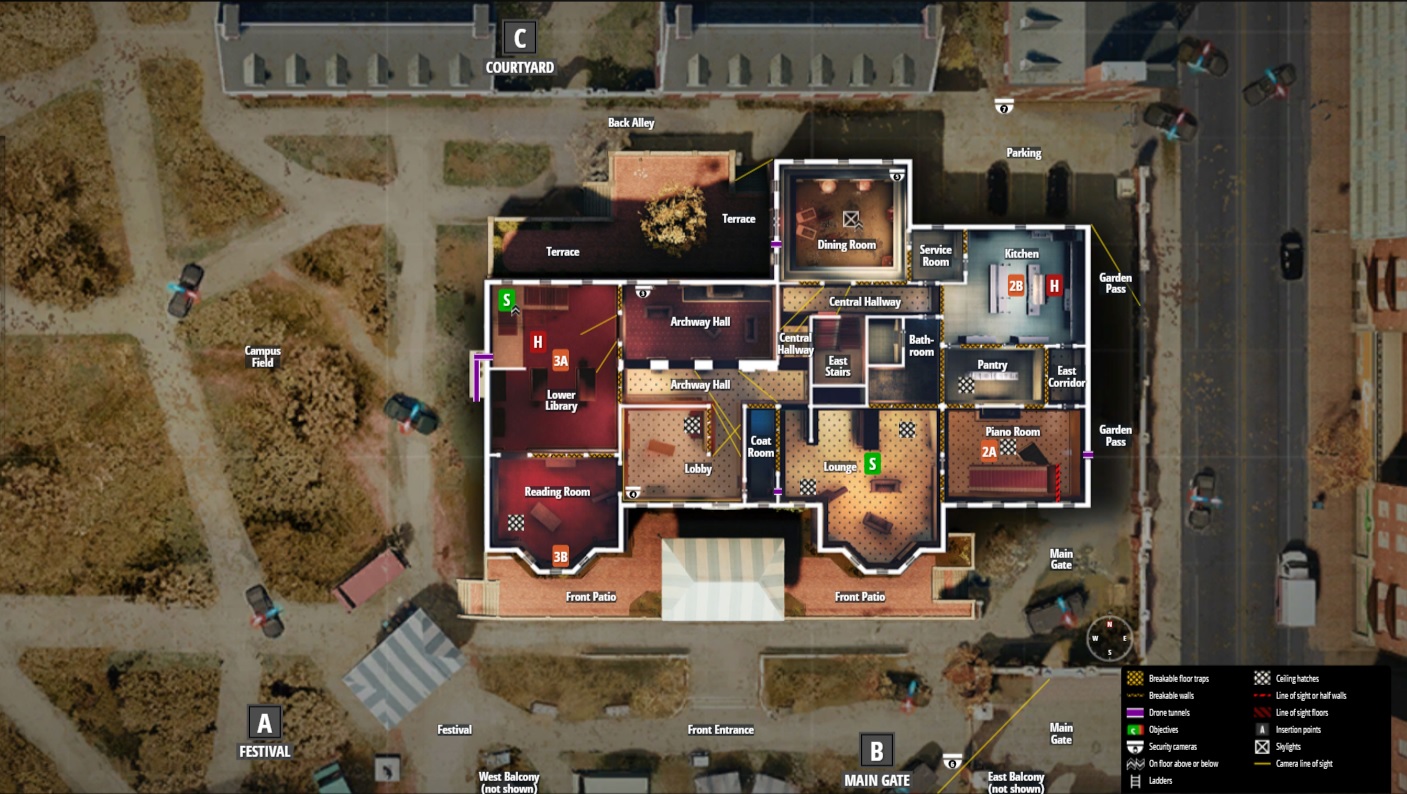 C
COURTYARD
Back Alley
7
Parking
5
Terrace
Terrace
Dining Room
Service
Room
Kitchen
2B
H
Garden
Pass
S
3
Central Hallway
Archway Hall
H
3A
Central
Hallway
East
Stairs
Bath-
room
Campus
Field
Pantry
East
Corridor
Archway Hall
Lower
Library
Lobby
Coat
Room
Lounge
S
Piano Room
2A
Garden
Pass
Reading Room
4
3B
Main
Gate
Front Patio
Front Patio
N
W
E
S
A
FESTIVAL
Festival
Front Entrance
B
MAIN GATE
6
Main
Gate
West Balcony
(not shown)
East Balcony
(not shown)
Breakable floor traps
Breakable walls
Drone tunnels
Objectives
Security cameras
On floor above or below
Ladders
Ceiling hatches
Line of sight or half walls
Line of sight floors
A
Insertion points
Skylights
Camera line of sight